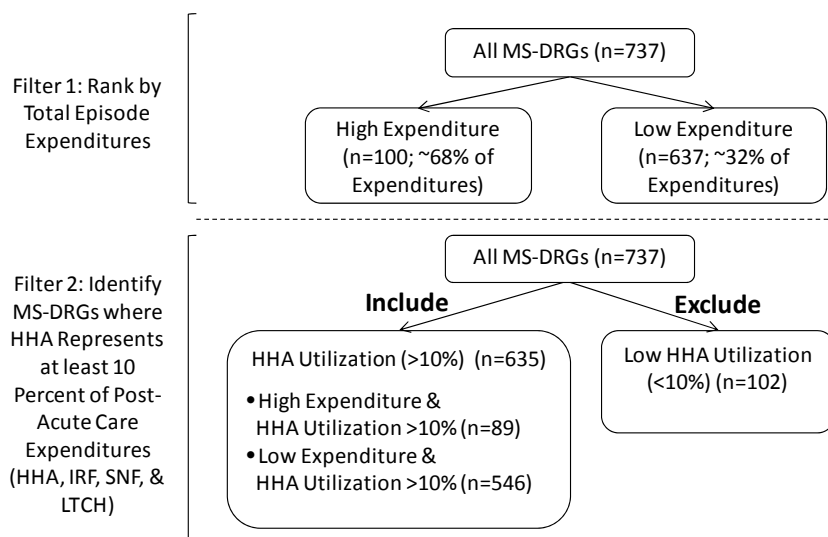 Filter 1: Rank by
Total Episode
Expenditures
All MS-DRGs (n=737)
High Expenditure
(n=100; ~68% of
Expenditures)
Low Expenditure
(n=637; ~32% of
Expenditures)
Filter 2: Identify
MS-DRGs where
HHA Represents
at least 10
Percent of Post-
Acute Care
Expenditures
(HHA, IRF, SNF, &
LTCH)
All MS-DRGs (n=737)
Include
Exclude
HHA Utilization (>10%) (n=635)
•High Expenditure &
HHA Utilization >10% (n=89)
•Low Expenditure &
HHA Utilization >10% (n=546)
Low HHA Utilization
(<10%) (n=102)